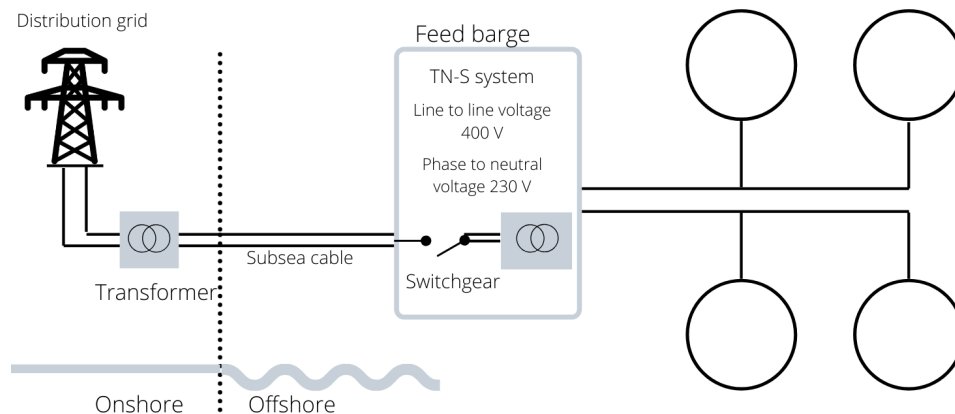 Distribution grid
Feed barge
TN-S system
Line to line voltage
400 V
Phase to neutral
voltage 230 V
Subsea cable
Switchgear
Transformer
Onshore
Offshore